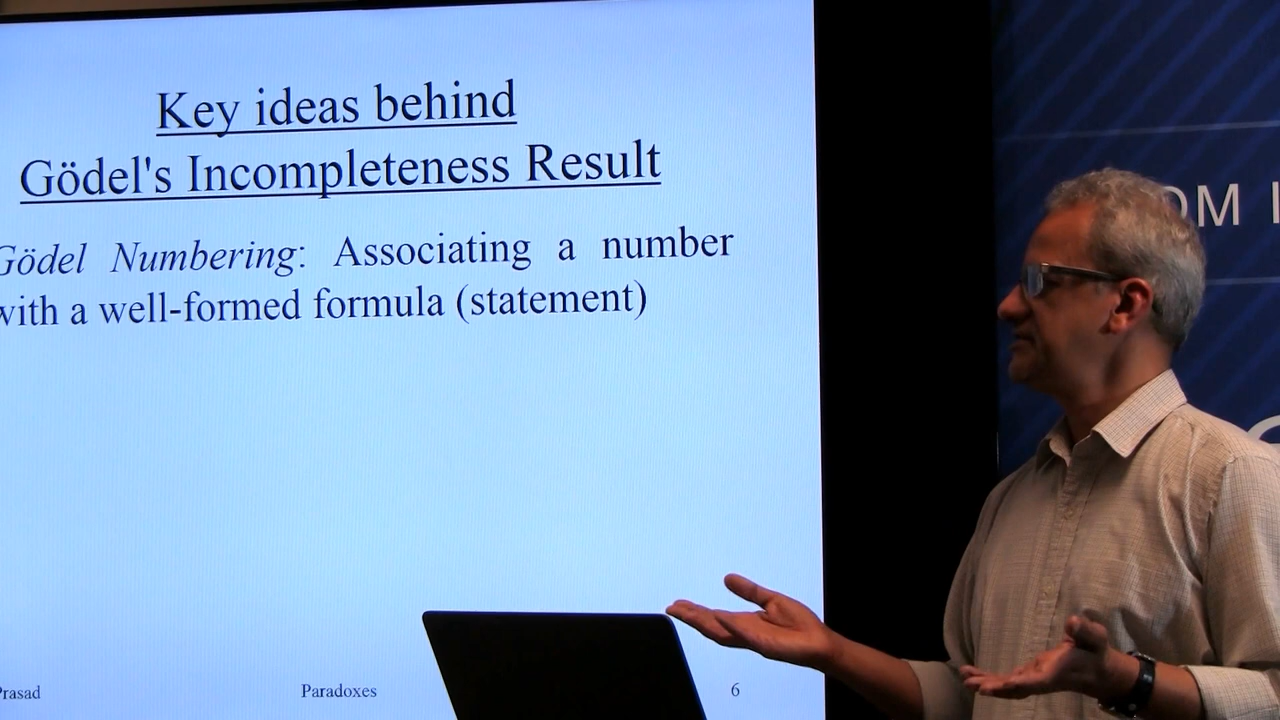 Key ideas behind
Gödel's Incompleteness Result
Gödel Numbering: Associating a number
with a well-formed formula (statement)
Prasad
Paradoxes
6
OM I